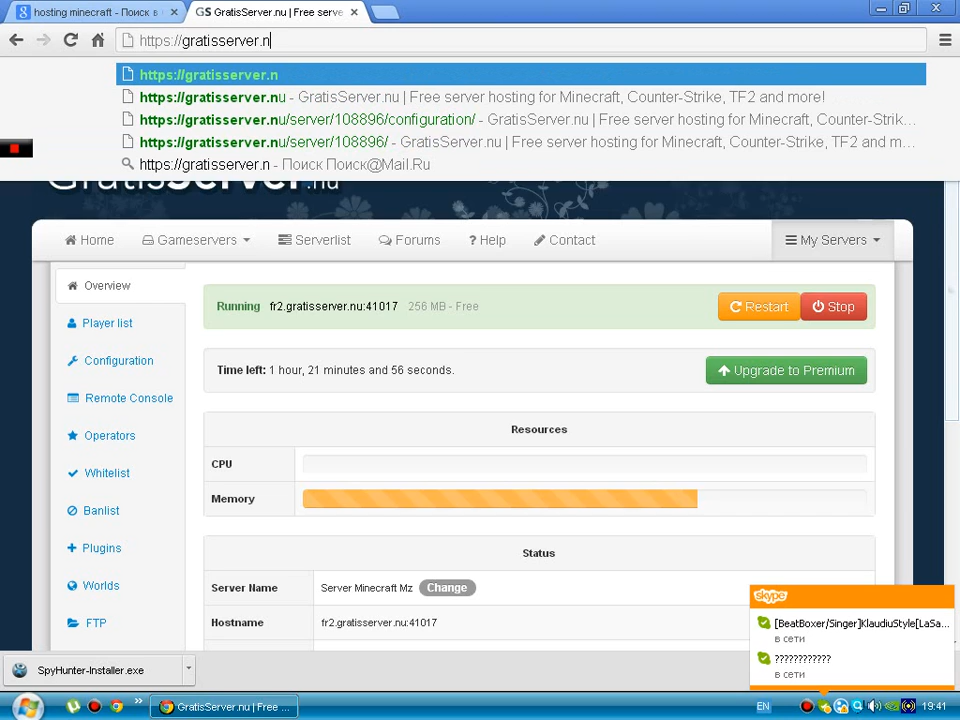 hosting minecraft - Поиск в
GS GratisServer.nu | Free serve
https://gratisserver.n
https://gratisserver.n
https://gratisserver.nu - GratisServer.nu | Free server hosting for Minecraft, Counter-Strike, TF2 and more!
https://gratisserver.nu/server/108896/configuration/ - GratisServer.nu | Free server hosting for Minecraft, Counter-Strik...
https://gratisserver.nu/server/108896/ - GratisServer.nu | Free server hosting for Minecraft, Counter-Strike, TF2 and m...
https://gratisserver.n - Поиск Поиск@Mail.Ru
GratisServer.nu
Home Gameservers Serverlist Forums Help Contact My Servers
Overview
Player list
Configuration
Remote Console
Operators
Whitelist
Banlist
Plugins
Worlds
FTP
Running fr2.gratisserver.nu:41017 256 MB - Free Restart Stop
Time left: 1 hour, 21 minutes and 56 seconds. Upgrade to Premium
Resources
CPU
Memory
Status
Server Name Server Minecraft Mz Change
Hostname fr2.gratisserver.nu:41017
skype
[BeatBoxer/Singer]KlaudiuStyle[LaSa...
в сети
????????????
в сети
SpyHunter-Installer.exe
GratisServer.nu | Free ...
EN
19:41